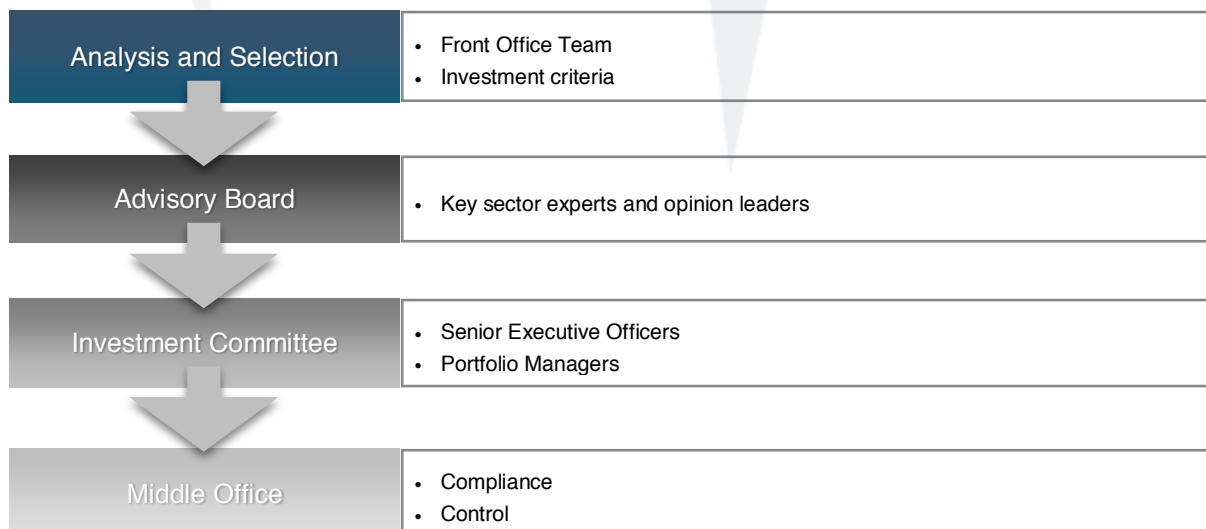 Analysis and Selection
• Front Office Team
• Investment criteria
Advisory Board
• Key sector experts and opinion leaders
Investment Committee
• Senior Executive Officers
• Portfolio Managers
Middle Office
• Compliance
• Control